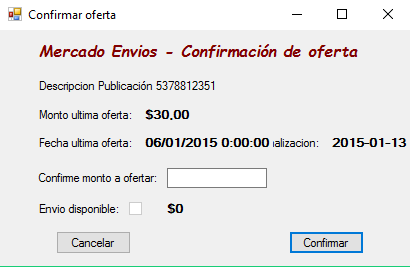 Confirmar oferta
Mercado Envios - Confirmación de oferta
Descripcion Publicación 5378812351
Monto ultima oferta: $30,00
Fecha ultima oferta: 06/01/2015 0:00:00 alizacion: 2015-01-13
Confirme monto a ofertar:
Envio disponible: $0
Cancelar Confirmar